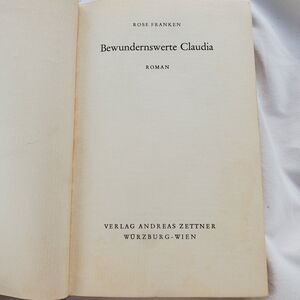 ROSE FRANKEN
Bewundernswerte Claudia
ROMAN
VERLAG ANDREAS ZETTNER
WÜRZBURG-WIEN